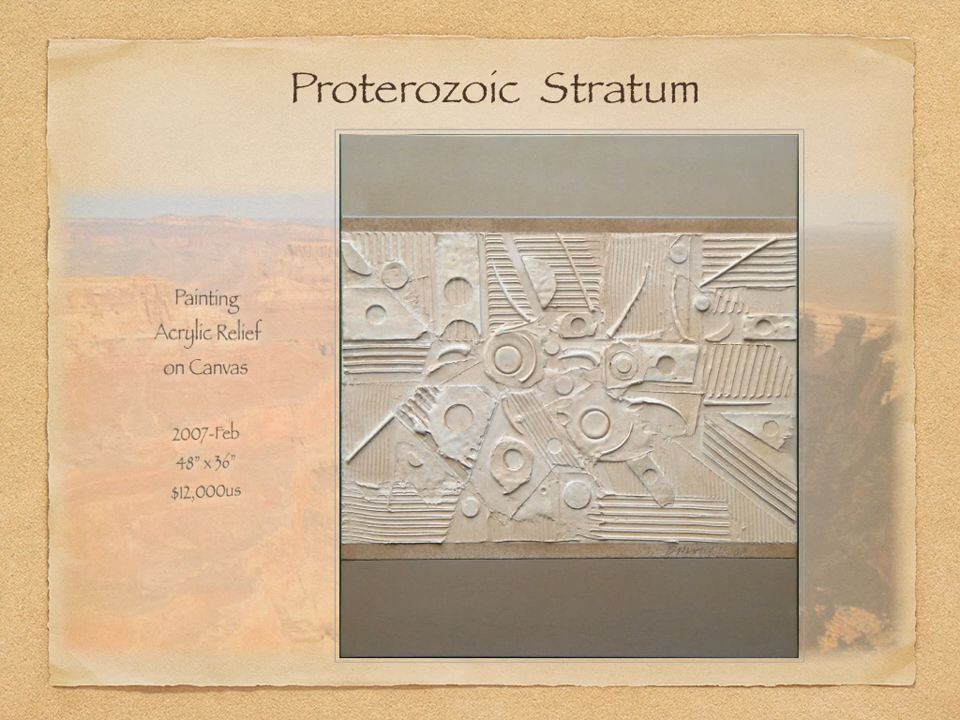 Proterozoic Stratum
Painting
Acrylic Relief
on Canvas
2007-Feb
48" x 36"
$12,000us